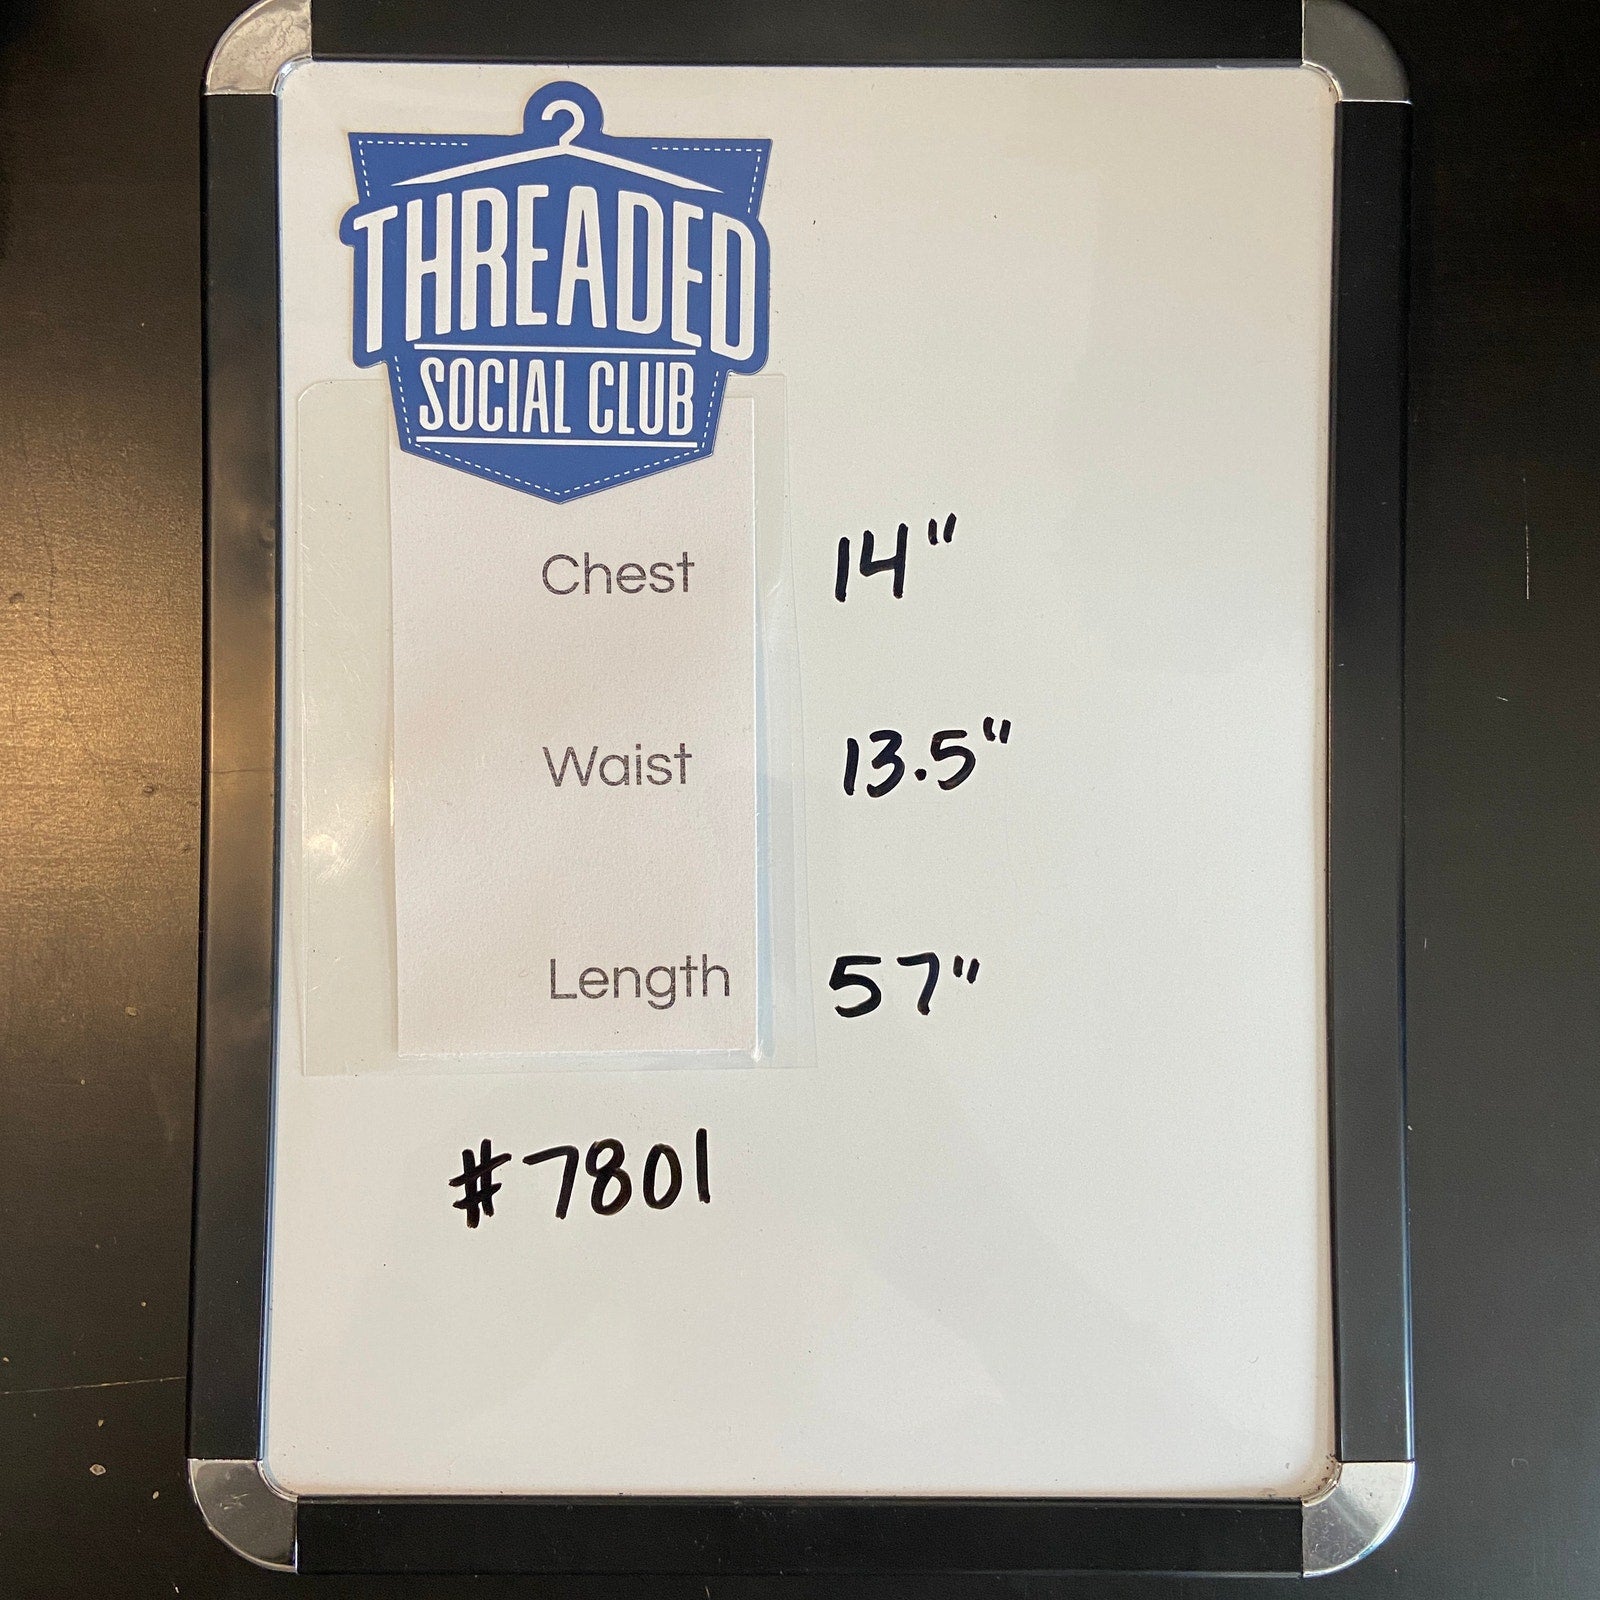 THREADED
SOCIAL CLUB
Chest 14"
Waist 13.5"
Length 57"
#7801